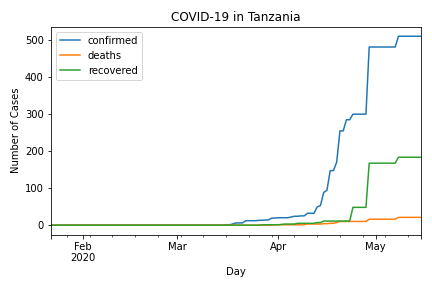 COVID-19 in Tanzania
confirmed
deaths
recovered
Number of Cases
500
400
300
200
100
0
Feb
2020
Mar
Apr
May
Day